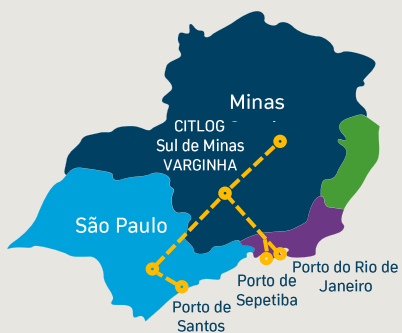 Minas
CITLOG
Sul de Minas
VARGINHA
São Paulo
Porto do Rio de
Janeiro
Porto de
Sepetiba
Porto de
Santos